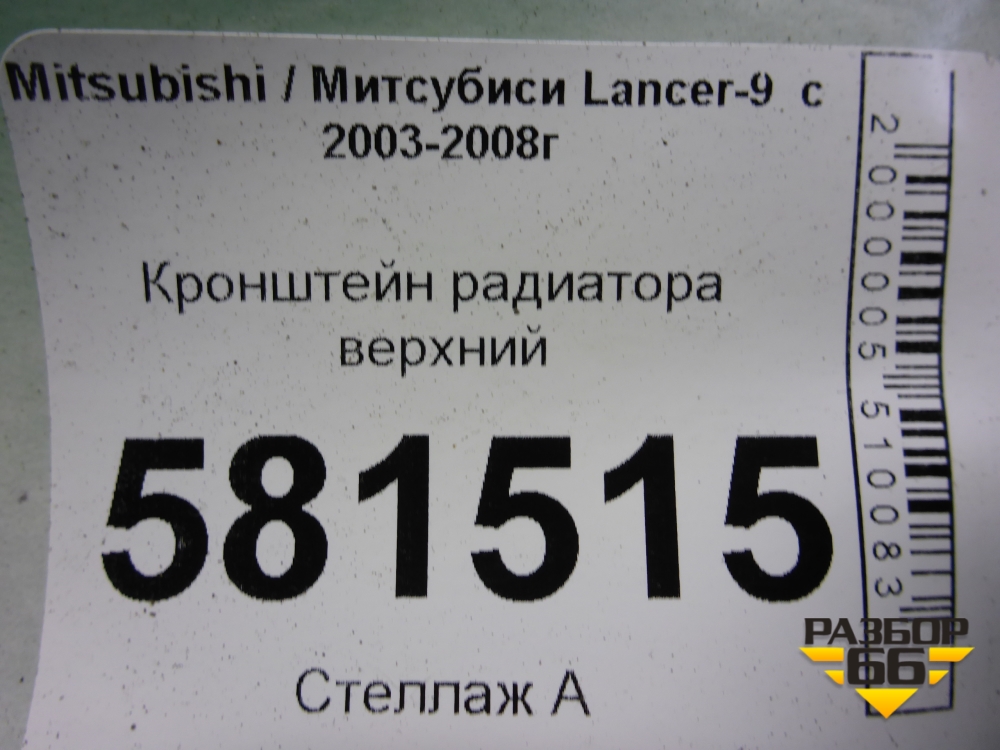 Mitsubishi / Митсубиси Lancer-9 с
2003-2008г
Кронштейн радиатора
верхний
581515
Стеллаж А
2000005510083
РАЗБОР
66